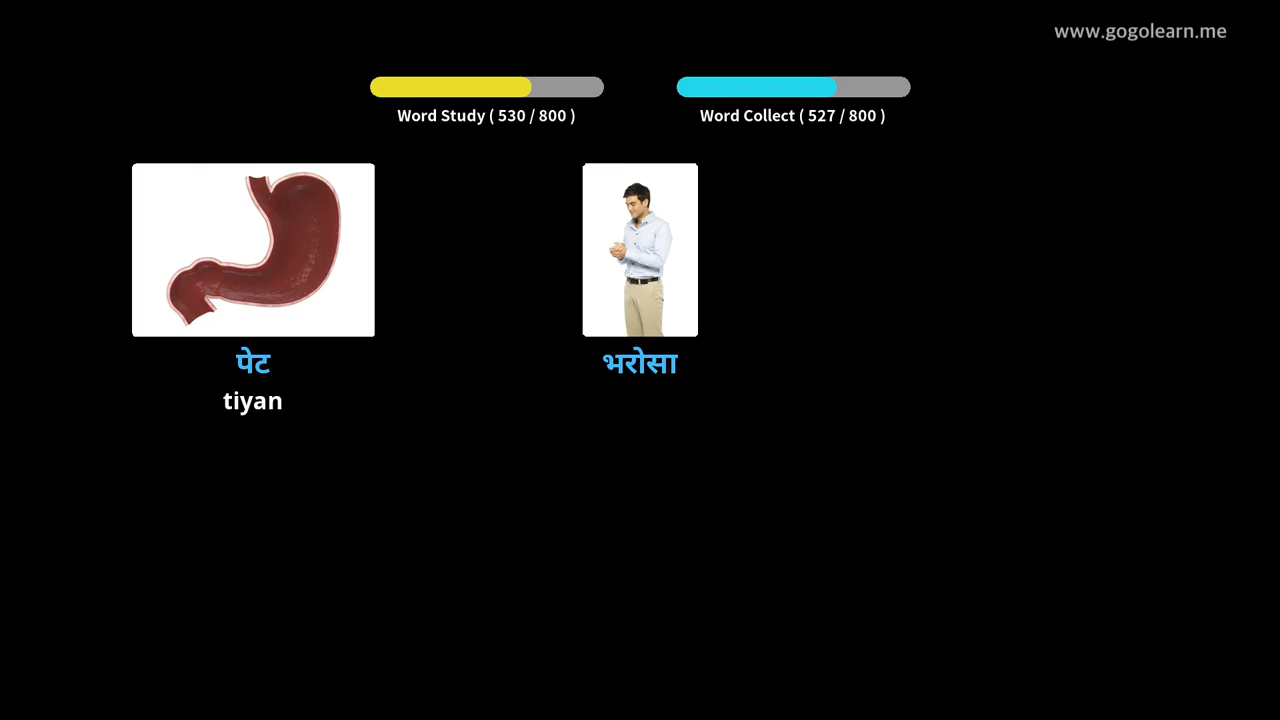 www.gogolearn.me
Word Study ( 530 / 800 )
Word Collect ( 527 / 800 )
पेट
tiyan
भरोसा